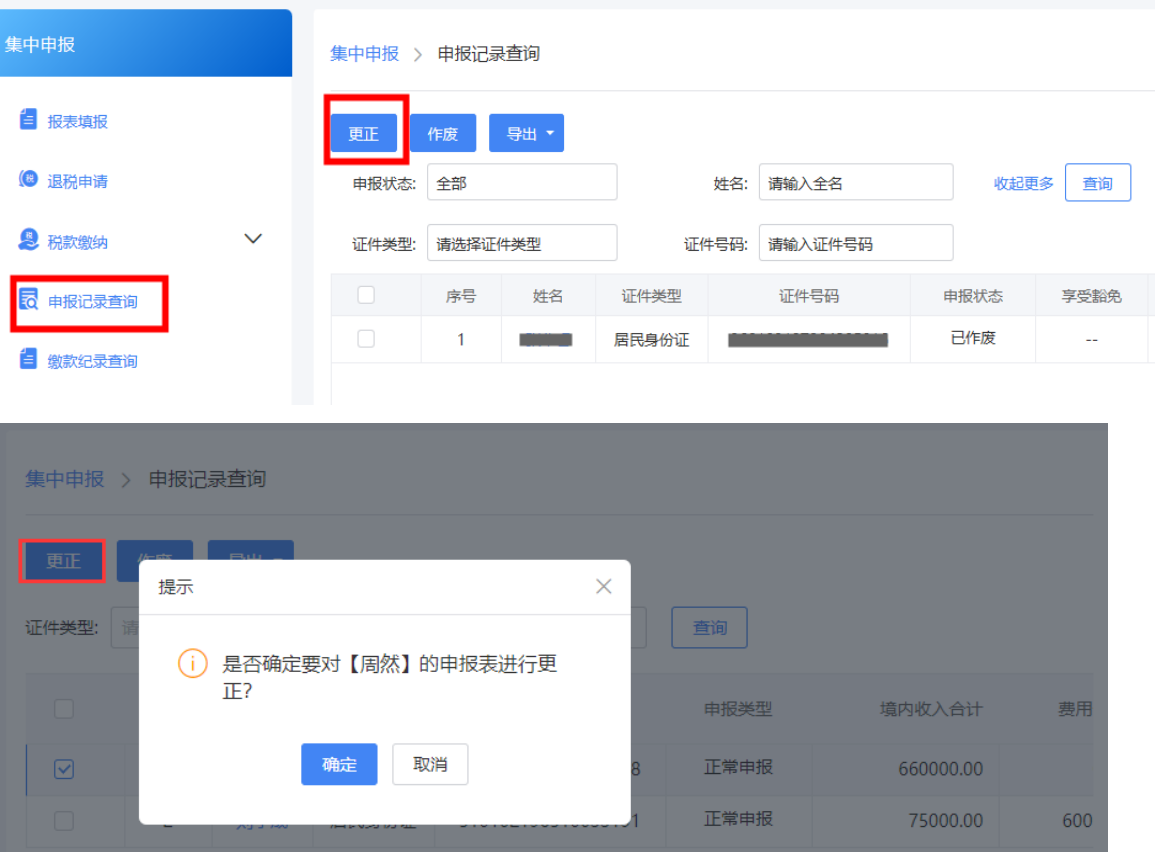 集中申报
集中申报 > 申报记录查询
报表填报
退税申请
税款缴纳
申报记录查询
缴款纪录查询
更正 作废 导出
申报状态: 全部 姓名: 请输入全名 收起更多 查询
证件类型: 请选择证件类型 证件号码: 请输入证件号码
序号 姓名 证件类型 证件号码 申报状态 享受豁免
1 居民身份证 已作废 --
集中申报 > 申报记录查询
更正
提示
证件类型: 请 查询
是否确定要对【周然】的申报表进行更
正?
申报类型 境内收入合计 费用
确定 取消
8 正常申报 660000.00
正常申报 75000.00 600